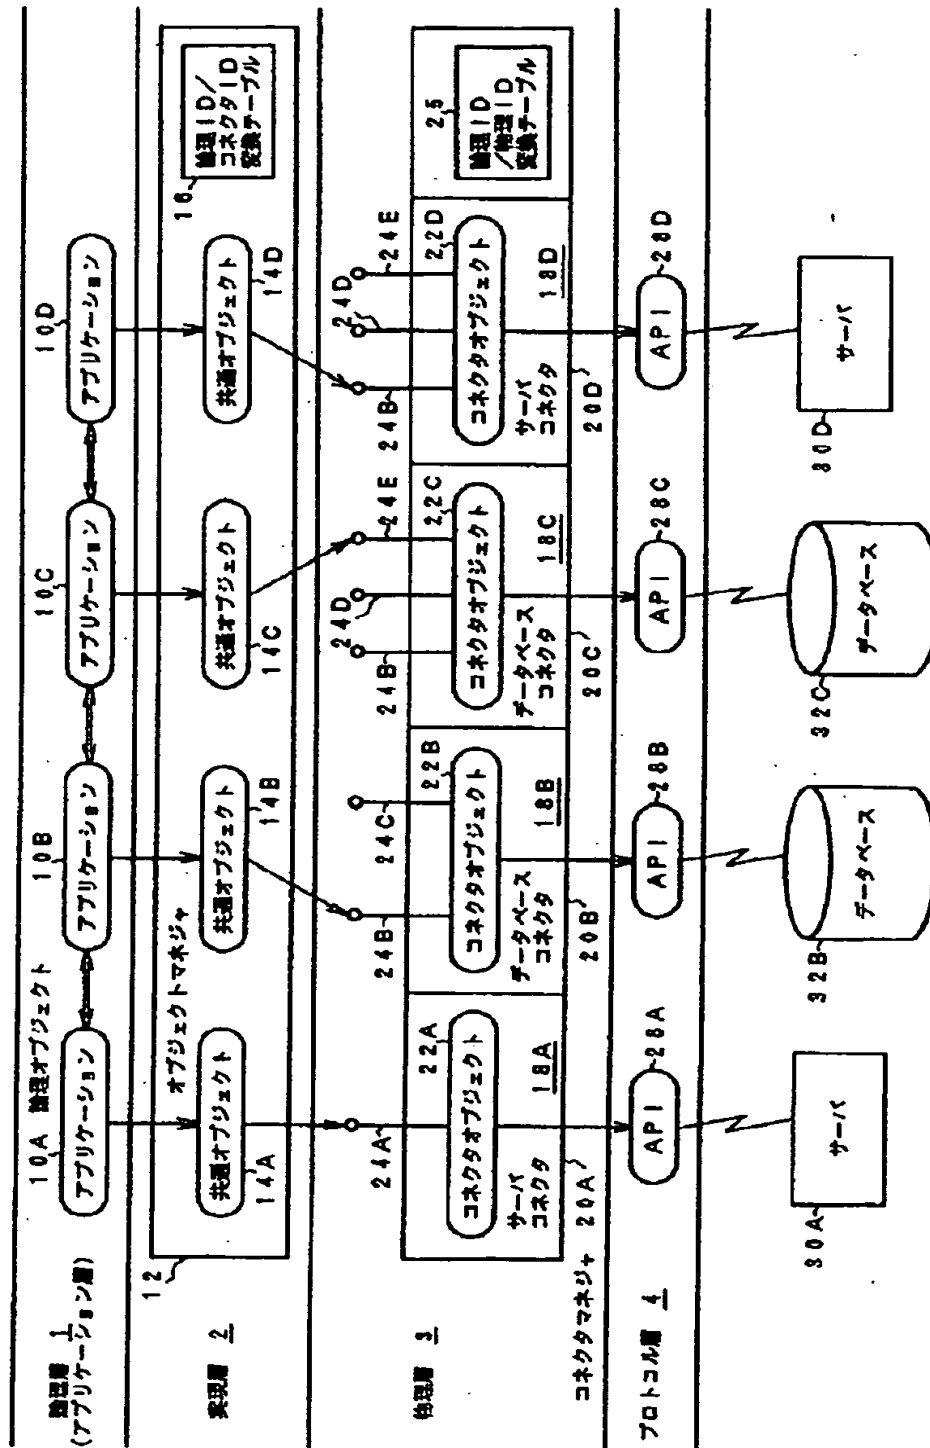 論理層 1
(アプリケーション層)
10A 論理オブジェクト
アプリケーション
10B
アプリケーション
10C
アプリケーション
10D
アプリケーション
実現層 2
12
オブジェクトマネジャ
共通オブジェクト
14A
共通オブジェクト
14B
共通オブジェクト
14C
共通オブジェクト
14D
16
論理ID/
コネクタID
変換テーブル
物理層 3
24A
24B
24C
24B
24D
24E
24B
24D
24E
22A
コネクタオブジェクト
サーバ
コネクタ
18A
22B
コネクタオブジェクト
データベース
コネクタ
18B
22C
コネクタオブジェクト
データベース
コネクタ
18C
22D
コネクタオブジェクト
サーバ
コネクタ
18D
論理ID
/物理ID
変換テーブル
コネクタマネジャ
20A
20B
20C
20D
プロトコル層 4
API
28A
API
28B
API
28C
API
28D
30A
サーバ
32B
データベース
32C
データベース
30D
サーバ